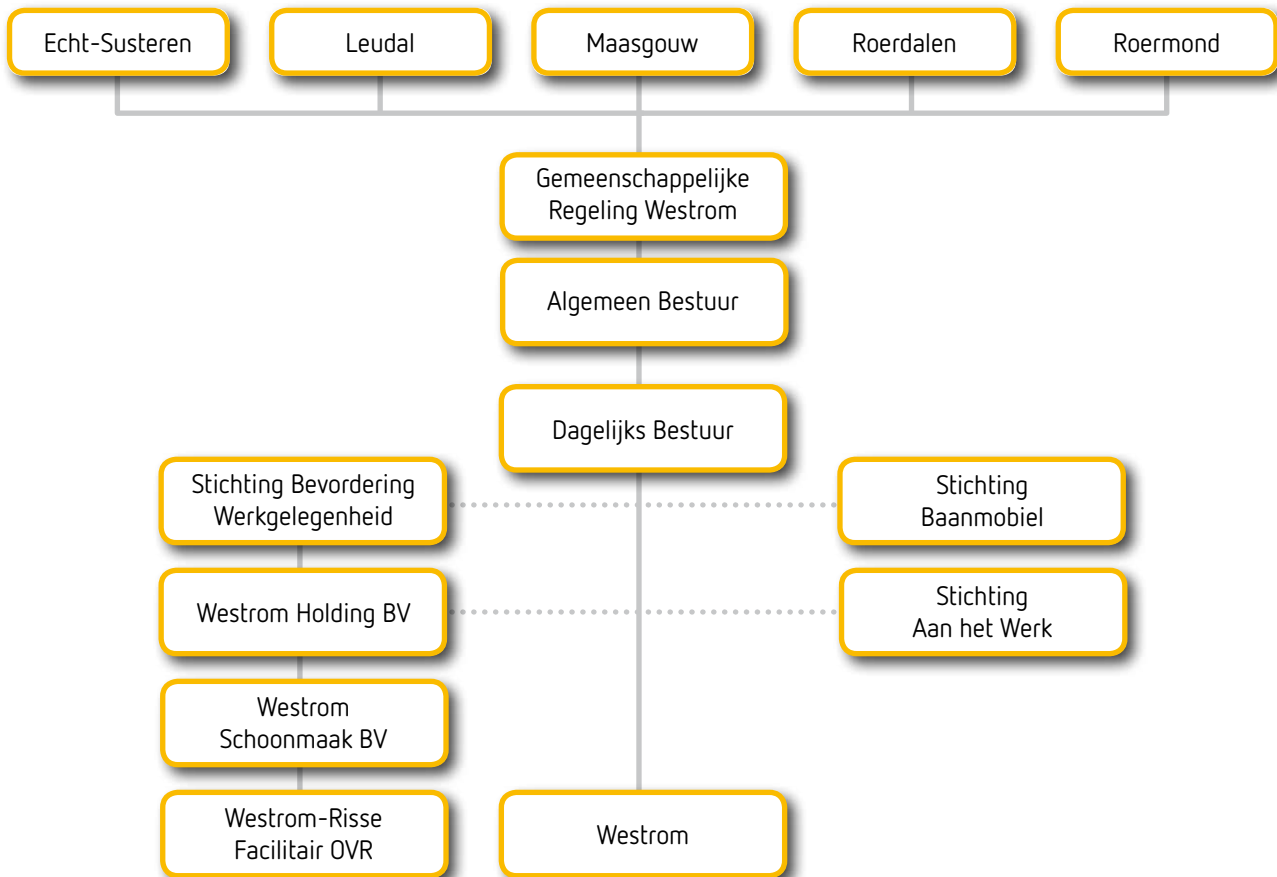 Echt-Susteren
Leudal
Maasgouw
Roerdalen
Roermond
Gemeenschappelijke
Regeling Westrom
Algemeen Bestuur
Dagelijks Bestuur
Stichting Bevordering
Werkgelegenheid
Stichting
Baanmobiel
Westrom Holding BV
Stichting
Aan het Werk
Westrom
Schoonmaak BV
Westrom-Risse
Facilitair OVR
Westrom